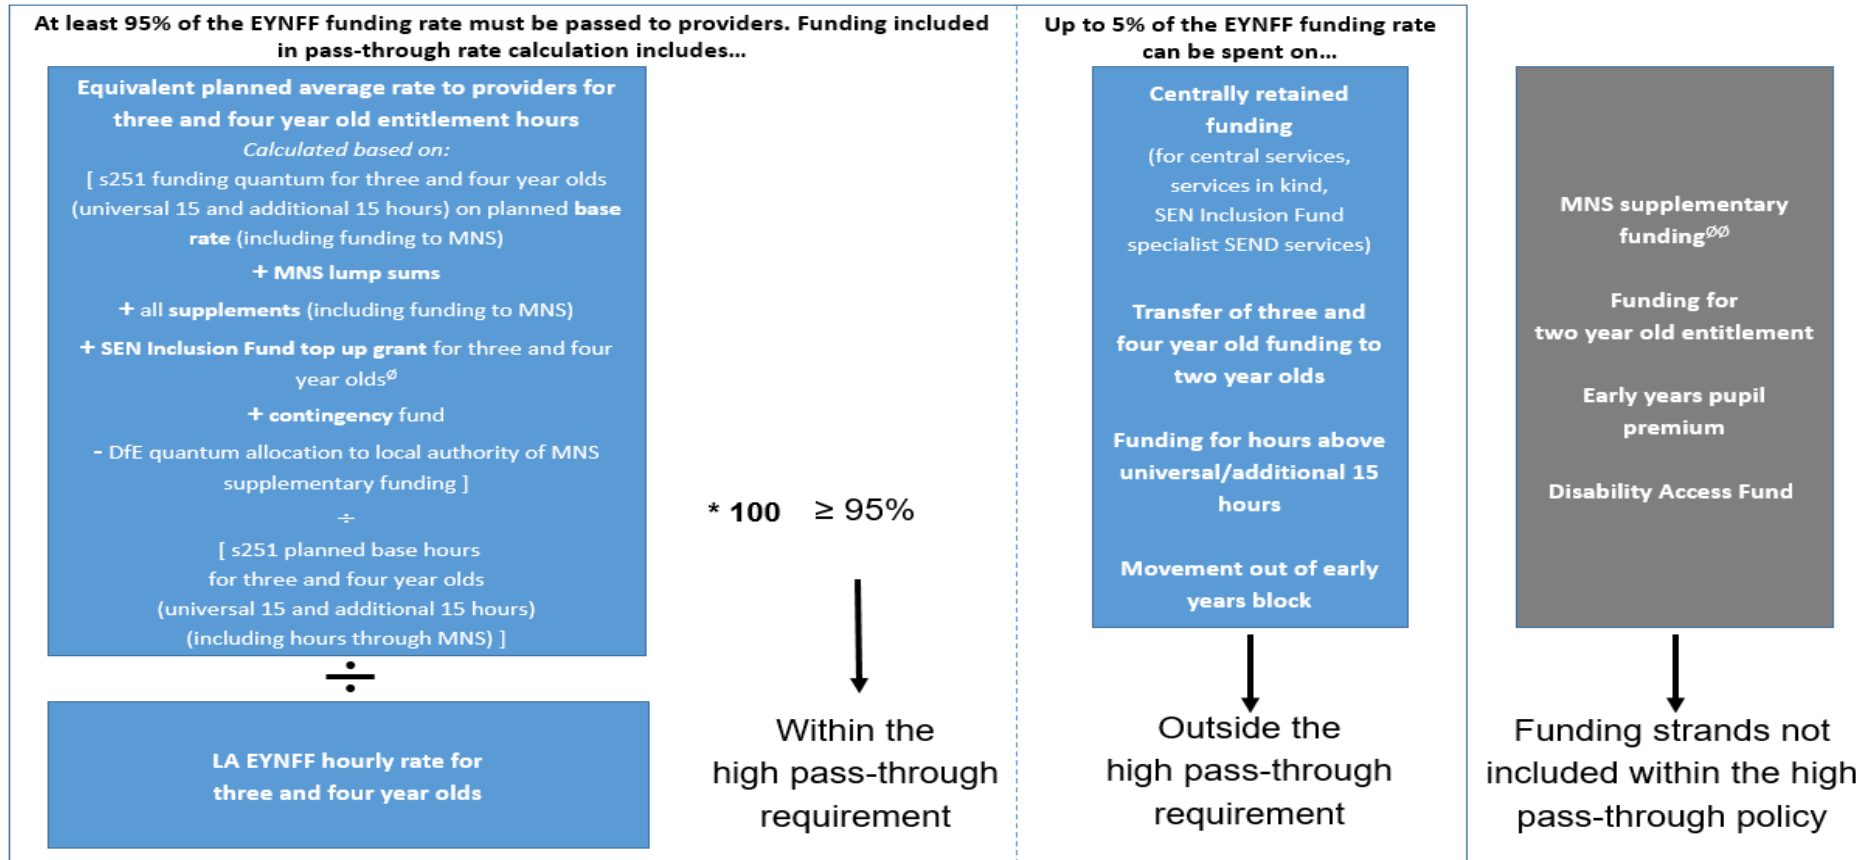 At least 95% of the EYNFF funding rate must be passed to providers. Funding included
in pass-through rate calculation includes...
Equivalent planned average rate to providers for
three and four year old entitlement hours
Calculated based on:
[ s251 funding quantum for three and four year olds
(universal 15 and additional 15 hours) on planned base
rate (including funding to MNS)
+ MNS lump sums
+ all supplements (including funding to MNS)
+ SEN Inclusion Fund top up grant for three and four
year olds^ø
+ contingency fund
- DfE quantum allocation to local authority of MNS
supplementary funding ]
÷
[ s251 planned base hours
for three and four year olds
(universal 15 and additional 15 hours)
(including hours through MNS) ]
÷
LA EYNFF hourly rate for
three and four year olds
* 100 ≥ 95%
Within the
high pass-through
requirement
Up to 5% of the EYNFF funding rate
can be spent on...
Centrally retained
funding
(for central services,
services in kind,
SEN Inclusion Fund
specialist SEND services)
Transfer of three and
four year old funding to
two year olds
Funding for hours above
universal/additional 15
hours
Movement out of early
years block
Outside the
high pass-through
requirement
MNS supplementary
funding^øø
Funding for
two year old entitlement
Early years pupil
premium
Disability Access Fund
Funding strands not
included within the high
pass-through policy